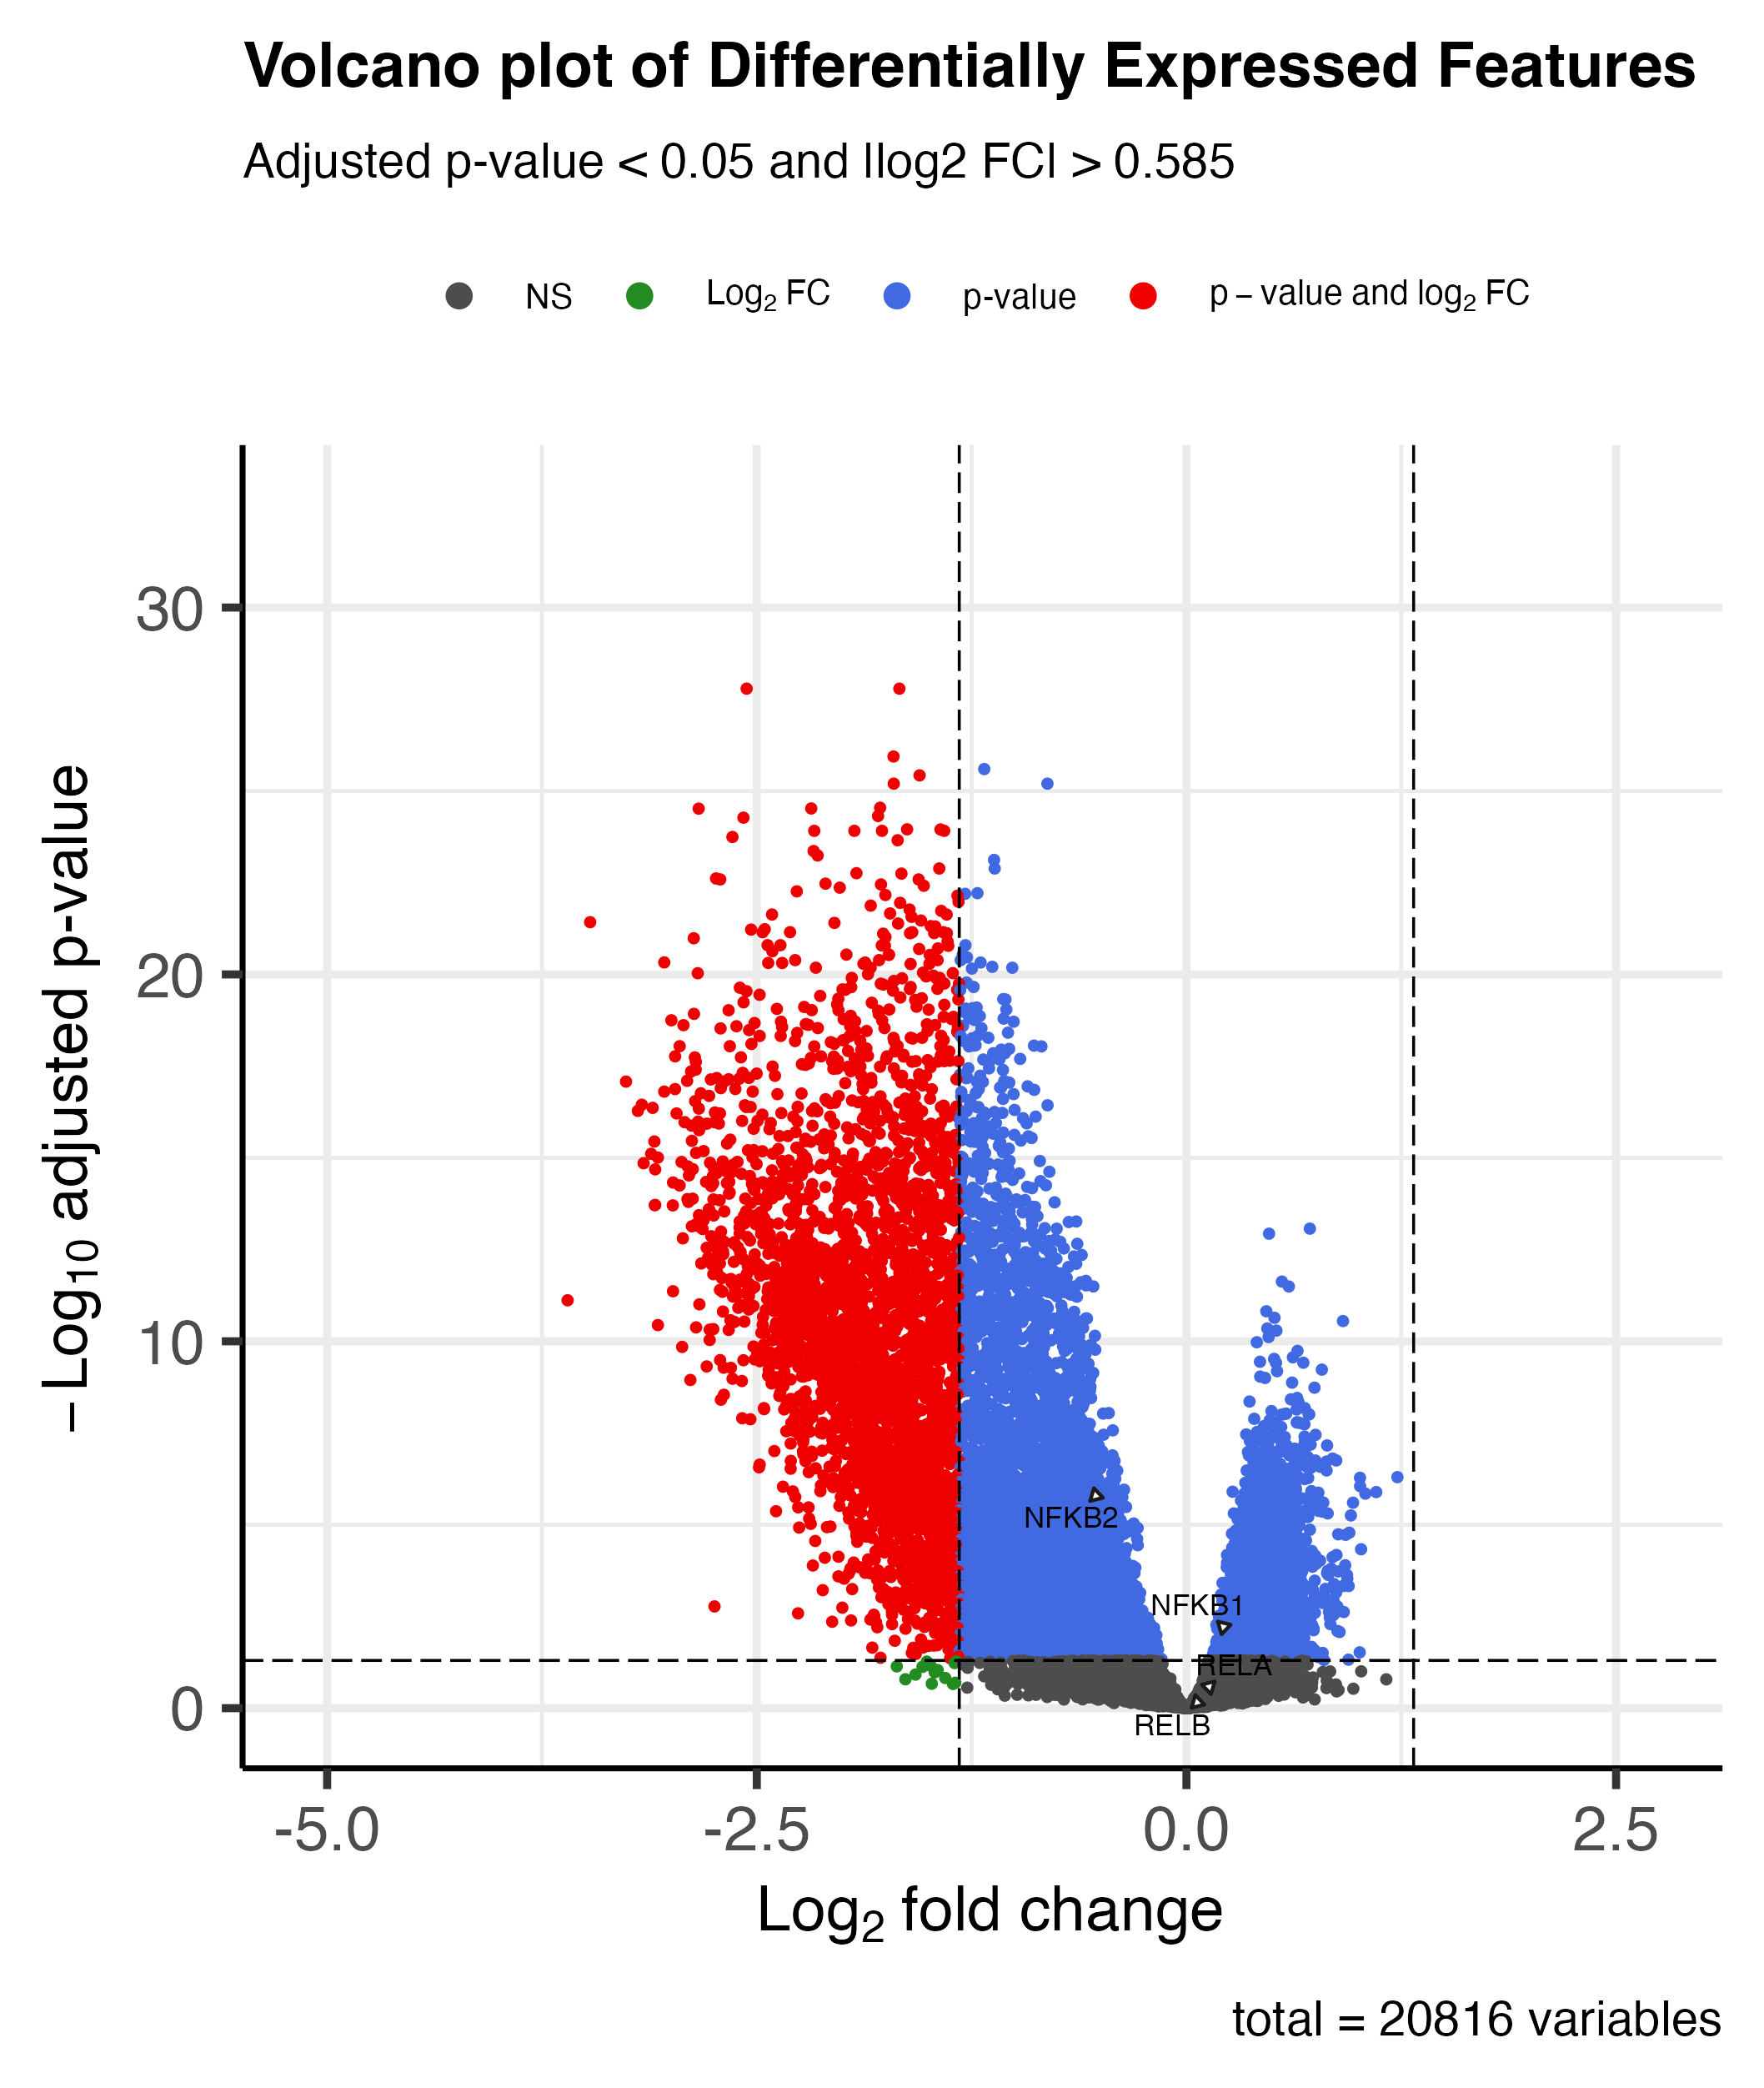 Volcano plot of Differentially Expressed Features
Adjusted p-value < 0.05 and |log2 FC| > 0.585
NS Log₂ FC p-value p − value and log₂ FC
− Log₁₀ adjusted p-value
30
20
10
0
NFKB2
NFKB1
RELA
RELB
-5.0 -2.5 0.0 2.5
Log₂ fold change
total = 20816 variables